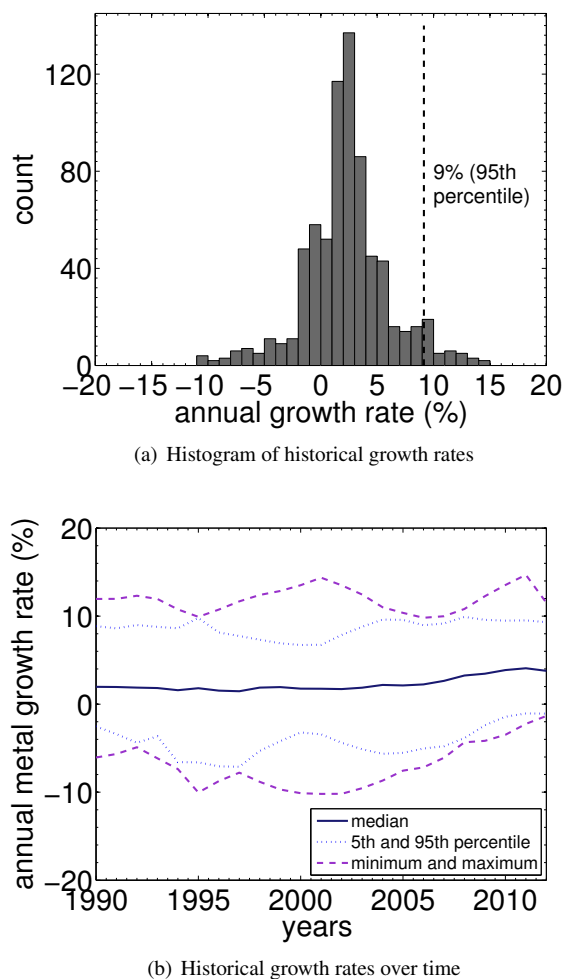 120
80
40
0
count
9% (95th
percentile)
−20 −15 −10 −5 0 5 10 15 20
annual growth rate (%)
(a) Histogram of historical growth rates
20
10
0
−10
−20
annual metal growth rate (%)
median
5th and 95th percentile
minimum and maximum
1990 1995 2000 2005 2010
years
(b) Historical growth rates over time